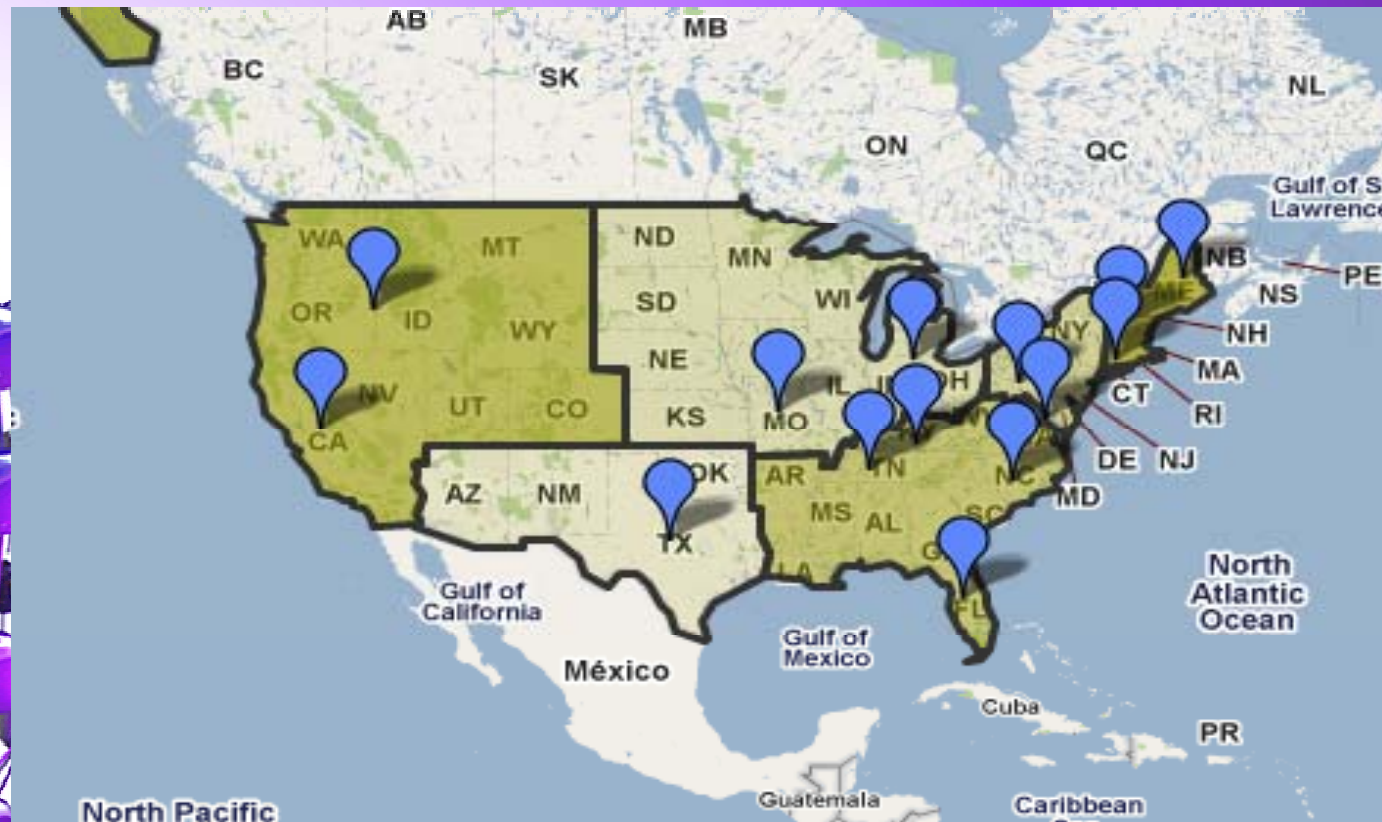 AB
MB
BC
SK
NL
ON
QC
Gulf of S
Lawrence
WA
MT
ND
MN
NB
PE
OR
ID
SD
WI
ME
NS
WY
NY
NH
NE
MA
NV
UT
CO
KS
MO
IL
OH
CT
RI
CA
AZ
NM
OK
AR
TN
NC
DE
NJ
MD
MS
AL
SC
TX
LA
FL
Gulf of
California
Gulf of
Mexico
North
Atlantic
Ocean
México
Cuba
PR
Guatemala
Caribbean
North Pacific